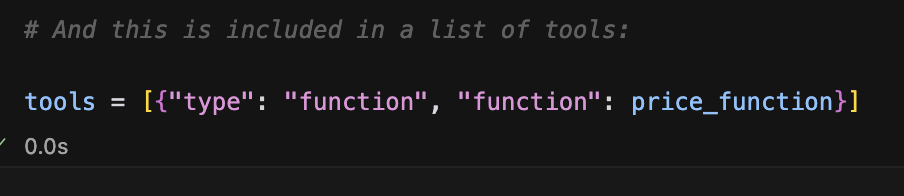 # And this is included in a list of tools:
tools = [{"type": "function", "function": price_function}]
0.0s